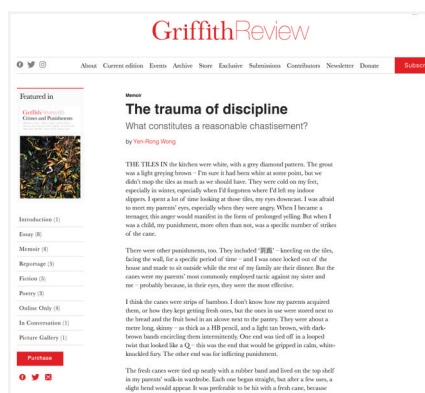 GriffithReview
About Current edition Events Archive Store Exclusive Submissions Contributors Newsletter Donate Subscr
Featured in
GriffithReview
Crimes and Punishments
Introduction (1)
Essay (8)
Memoir (8)
Reportage (3)
Fiction (5)
Poetry (3)
Online Only (4)
In Conversation (1)
Picture Gallery (1)
Purchase
Memoir
The trauma of discipline
What constitutes a reasonable chastisement?
by Yen-Rong Wong
THE TILES IN the kitchen were white, with a grey diamond pattern. The grout
was a light greying brown – I'm sure it had been white at some point, but we
didn't mop the tiles as much as we should have. They were cold on my feet,
especially in winter, especially when I'd forgotten where I'd left my indoor
slippers. I spent a lot of time looking at those tiles, my eyes downcast. I was afraid
to meet my parents' eyes, especially when they were angry. When I became a
teenager, this anger would manifest in the form of prolonged yelling. But when I
was a child, my punishment, more often than not, was a specific number of strikes
of the cane.
There were other punishments, too. They included – kneeling on the tiles,
facing the wall, for a specific period of time – and I was once locked out of the
house and made to sit outside while the rest of my family ate their dinner. But the
canes were my parents' most commonly employed tactic against my sister and
me – probably because, in their eyes, they were the most effective.
I think the canes were strips of bamboo. I don't know how my parents acquired
them, or how they kept getting fresh ones, but the ones in use were stored next to
the bread and the fruit bowl in an alcove next to the pantry. They were about a
metre long, skinny – as thick as a HB pencil, and a light tan brown, with dark-
brown bands encircling them intermittently. One end was tied off in a looped
twist that looked like a Q – this was the end that would be gripped in calm, white-
knuckled fury. The other end was for inflicting punishment.
The fresh canes were tied up neatly with a rubber band and lived on the top shelf
in my parents' walk-in wardrobe. Each one began straight, but after a few uses, a
slight bend would appear. It was preferable to be hit with a fresh cane, because